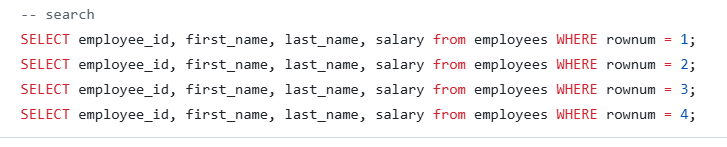 -- search
SELECT employee_id, first_name, last_name, salary from employees WHERE rownum = 1;
SELECT employee_id, first_name, last_name, salary from employees WHERE rownum = 2;
SELECT employee_id, first_name, last_name, salary from employees WHERE rownum = 3;
SELECT employee_id, first_name, last_name, salary from employees WHERE rownum = 4;